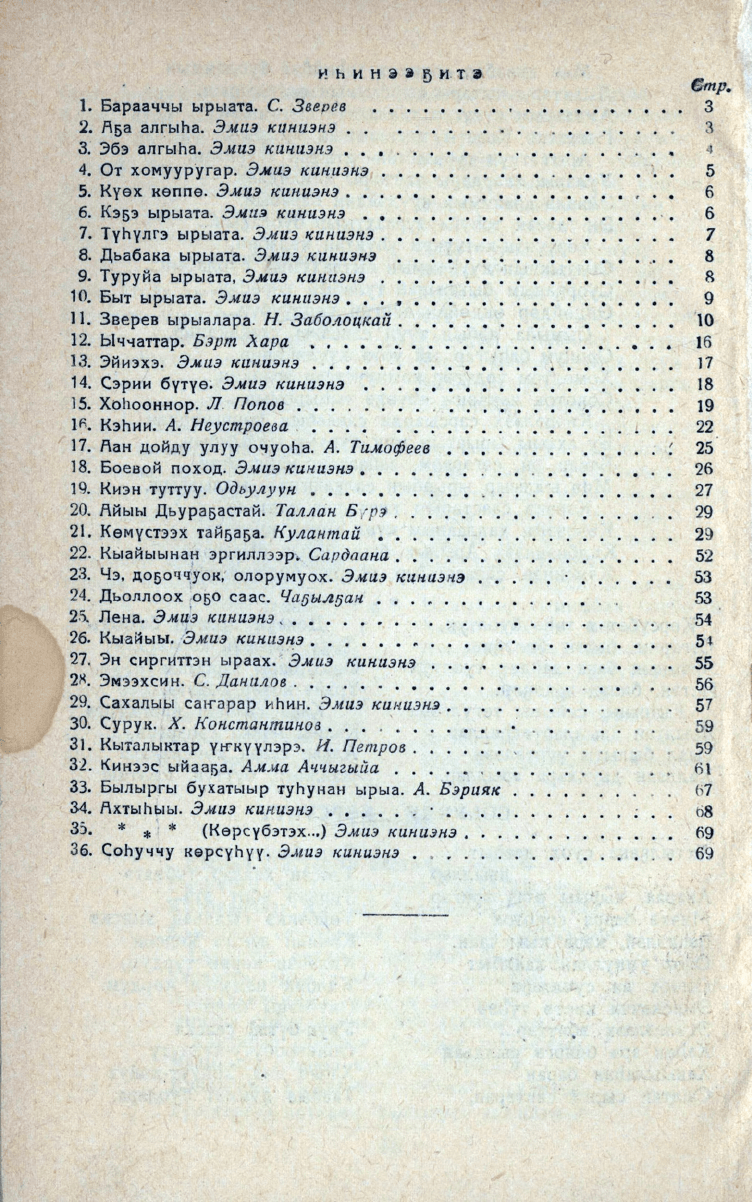 ИҺИНЭЭҔИТЭ
Стр.
1. Барааччы ырыата. С. Зверев 3
2. Аҕа алгыһа. Эмиэ киниэнэ 3
3. Эбэ алгыһа. Эмиэ киниэнэ 4
4. От хомууругар. Эмиэ киниэнэ 5
5. Күөх көппө. Эмиэ киниэнэ 6
6. Кэҕэ ырыата. Эмиэ киниэнэ 6
7. Түһүлгэ ырыата. Эмиэ киниэнэ 7
8. Дьабака ырыата. Эмиэ киниэнэ 8
9. Туруйа ырыата, Эмиэ киниэнэ 8
10. Быт ырыата. Эмиэ киниэнэ 9
11. Зверев ырыалара. Н. Заболоцкай 10
12. Ыччаттар. Бэрт Хара 16
13. Эйиэхэ. Эмиэ киниэнэ 17
14. Сэрии бүтүө. Эмиэ киниэнэ 18
15. Хоһооннор. Л. Попов 19
16. Кэһии. А. Неустроева 22
17. Аан дойду улуу очуоһа. А. Тимофеев 25
18. Боевой поход. Эмиэ киниэнэ 26
19. Киэн туттуу. Одьулуун 27
20. Айыы Дьураҕастай. Таллан Бүрэ 29
21. Көмүстээх тайҕаҕа. Кулантай 29
22. Кыайыынан эргиллээр. Сардаана 52
23. Чэ, доҕоччуок, олорумуох. Эмиэ киниэнэ 53
24. Дьоллоох оҕо саас. Чаҕылҕан 53
25. Лена. Эмиэ киниэнэ 54
26. Кыайыы. Эмиэ киниэнэ 54
27. Эн сиргиттэн ыраах. Эмиэ киниэнэ 55
28. Эмээхсин. С. Данилов 56
29. Сахалыы саҥарар иһин. Эмиэ киниэнэ 57
30. Сурук. Х. Константинов 59
31. Кыталыктар үҥкүүлэрэ. И. Петров 59
32. Кинээс ыйааҕа. Амма Аччыгыйа 61
33. Былыргы бухатыыр туһунан ырыа. А. Бэрияк 67
34. Ахтыһыы. Эмиэ киниэнэ 68
35. * * * (Көрсүбэтэх...) Эмиэ киниэнэ 69
36. Соһуччу көрсүһүү. Эмиэ киниэнэ 69